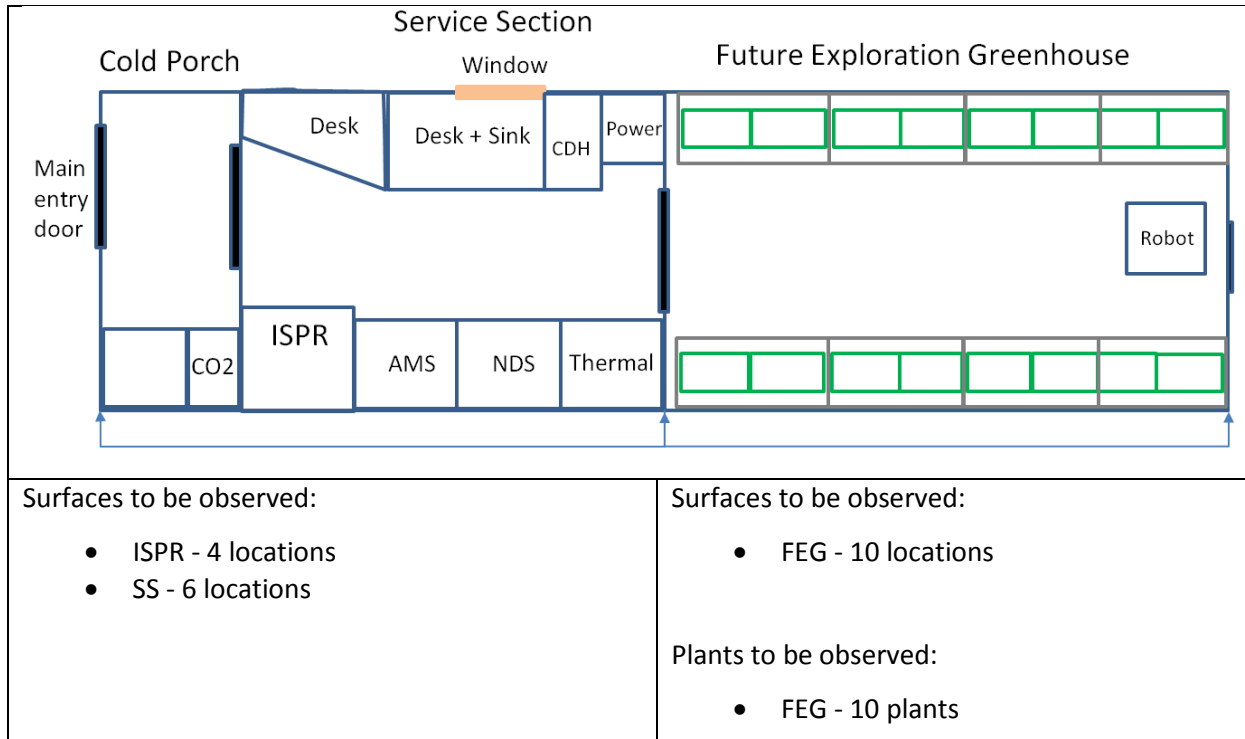 Service Section
Cold Porch
Window
Future Exploration Greenhouse
Desk
Desk + Sink
CDH
Power
Main
entry
door
Robot
CO2
ISPR
AMS
NDS
Thermal
Surfaces to be observed:
• ISPR - 4 locations
• SS - 6 locations
Surfaces to be observed:
• FEG - 10 locations
Plants to be observed:
• FEG - 10 plants